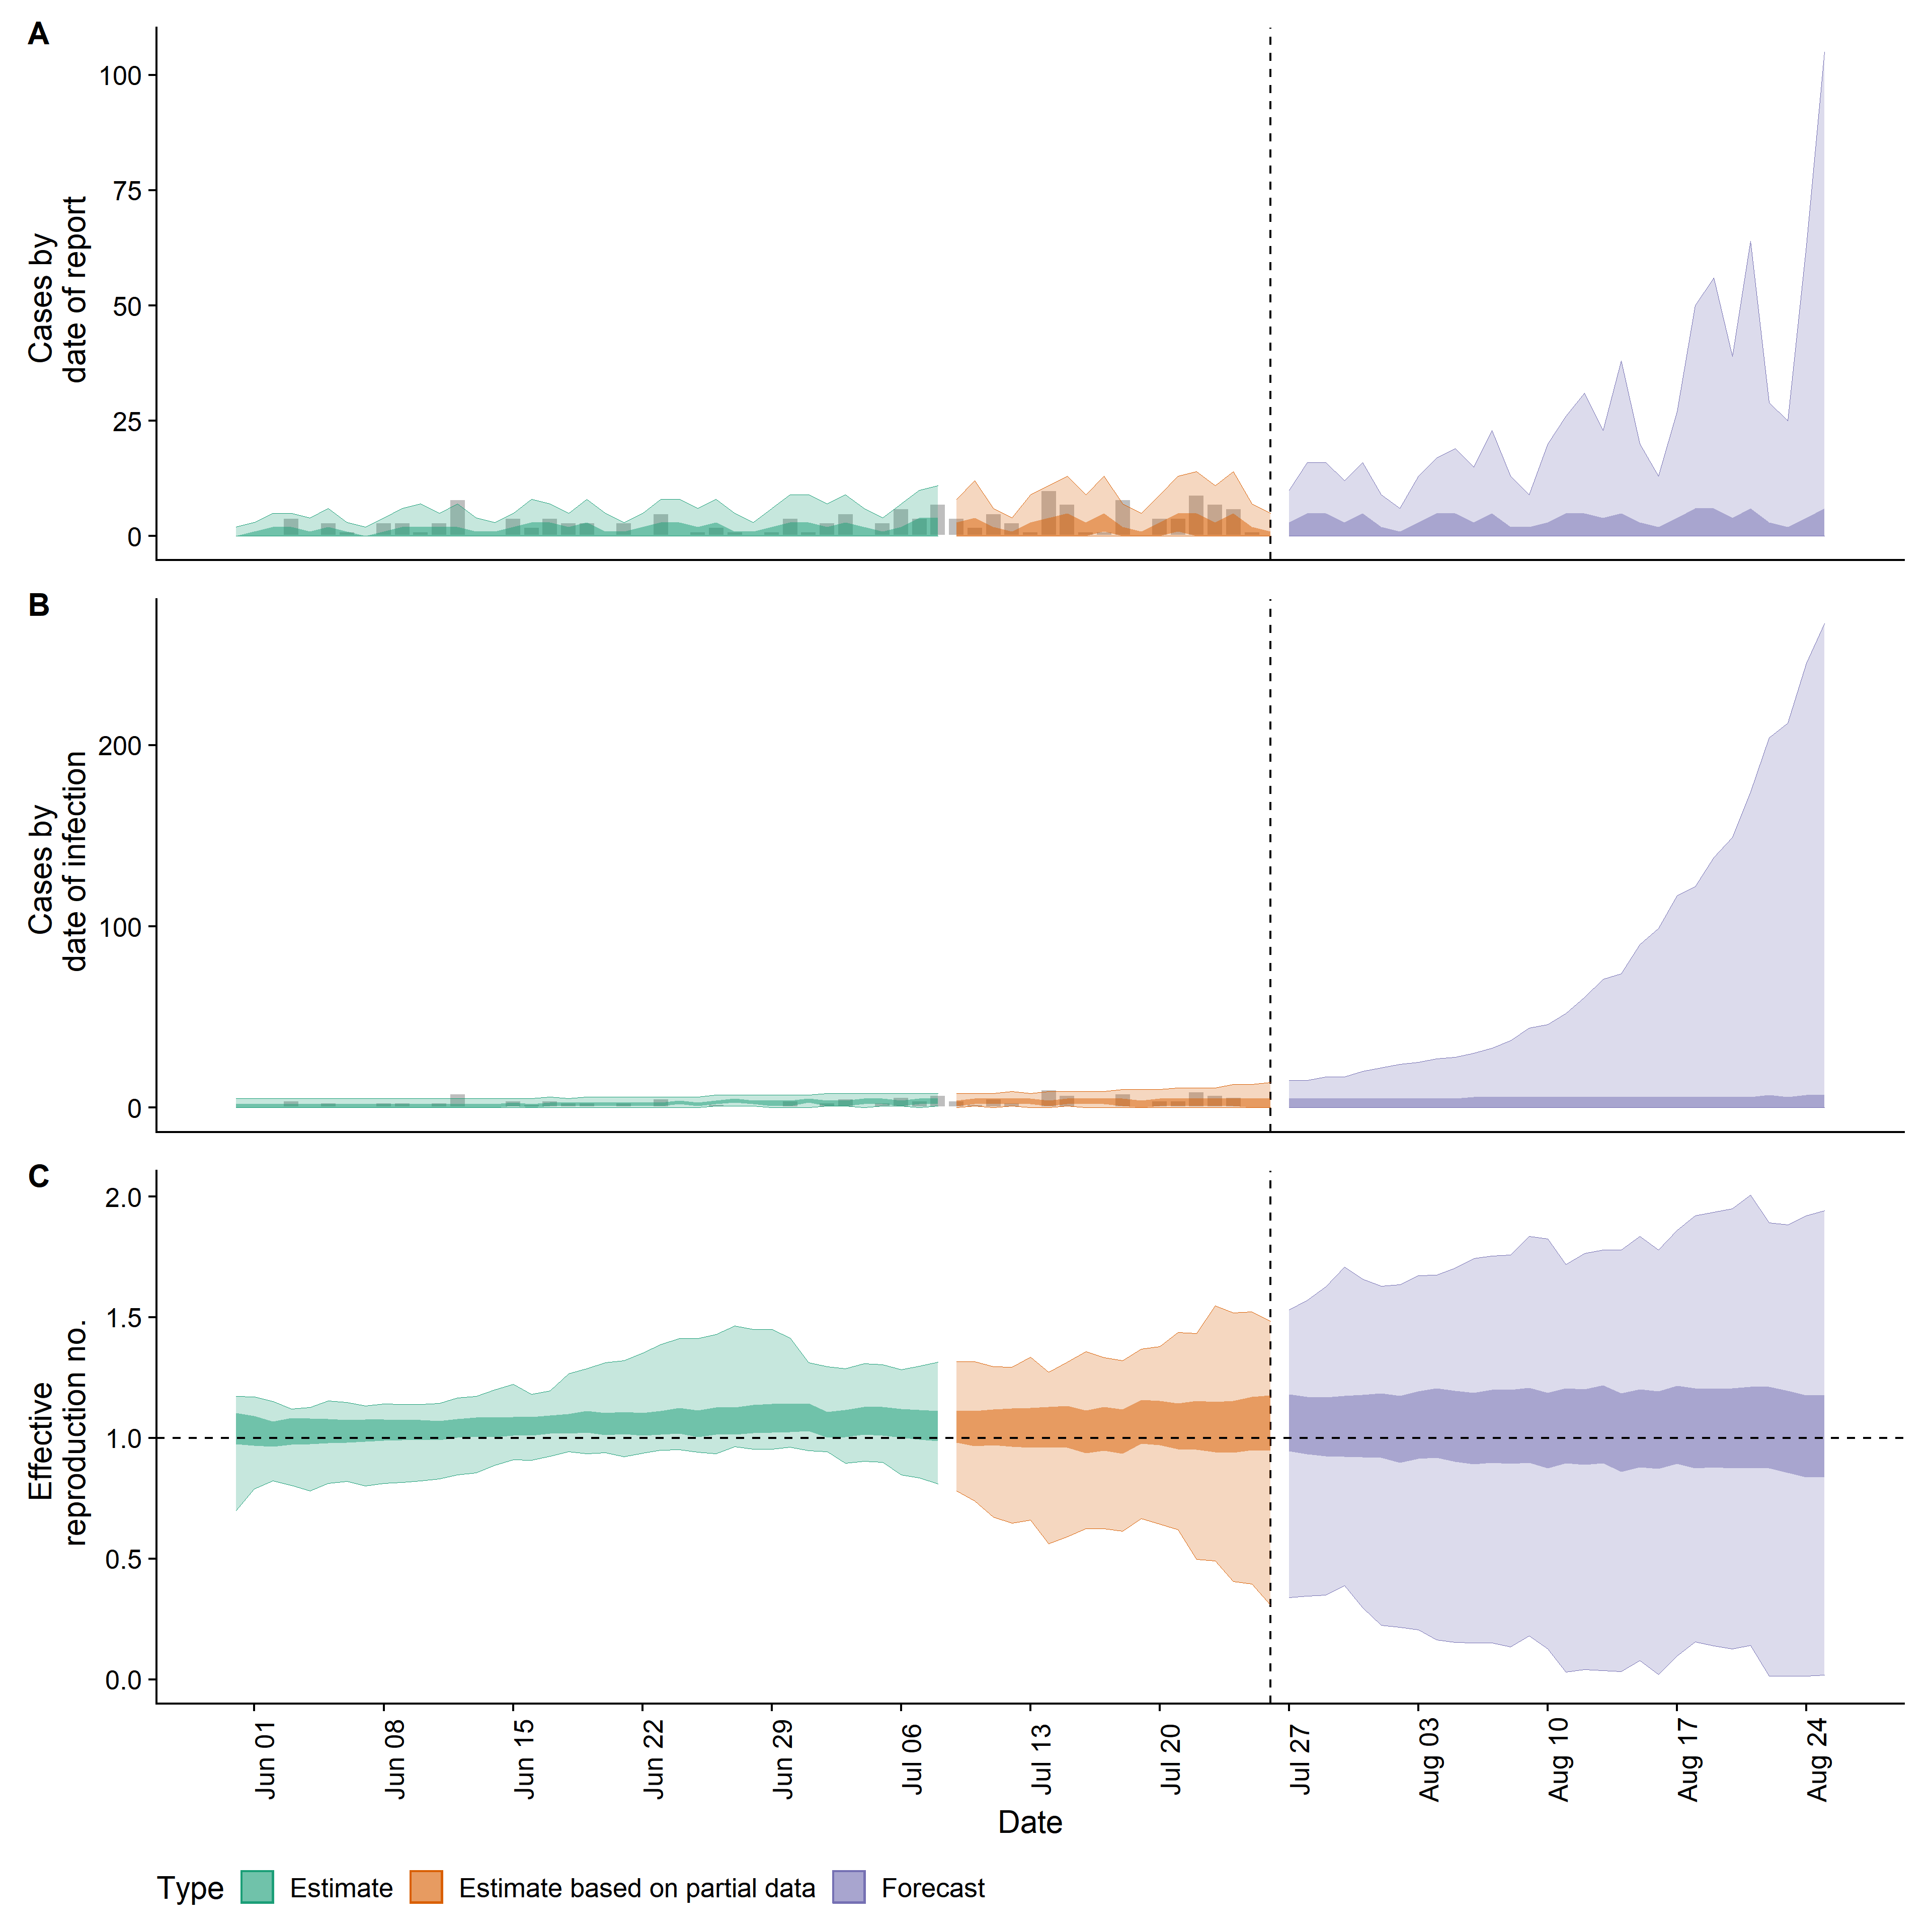 A
Cases by
date of report
100
75
50
25
0
B
Cases by
date of infection
200
100
0
C
Effective
reproduction no.
2.0
1.5
1.0
0.5
0.0
Jun 01
Jun 08
Jun 15
Jun 22
Jun 29
Jul 06
Jul 13
Jul 20
Jul 27
Aug 03
Aug 10
Aug 17
Aug 24
Date
Type Estimate Estimate based on partial data Forecast